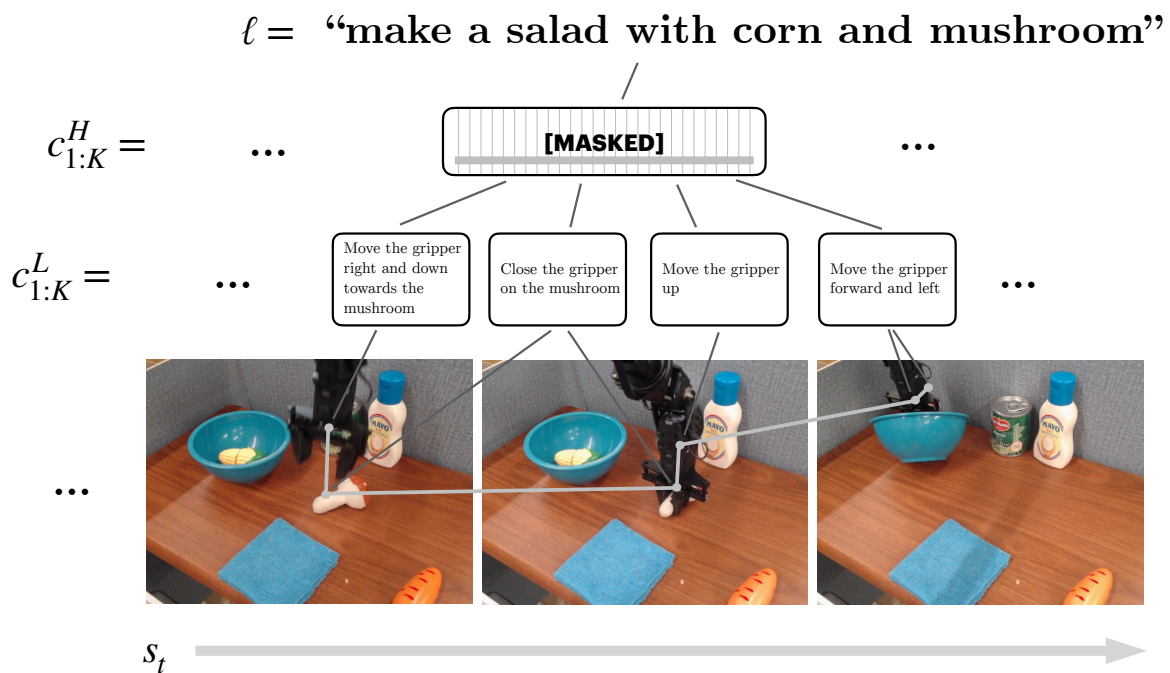 ℓ = “make a salad with corn and mushroom”
c^H_{1:K} = ... [MASKED] ...
c^L_{1:K} = ...
Move the gripper
right and down
towards the
mushroom
Close the gripper
on the mushroom
Move the gripper
up
Move the gripper
forward and left
...
...
MAYO
MAYO
s_t